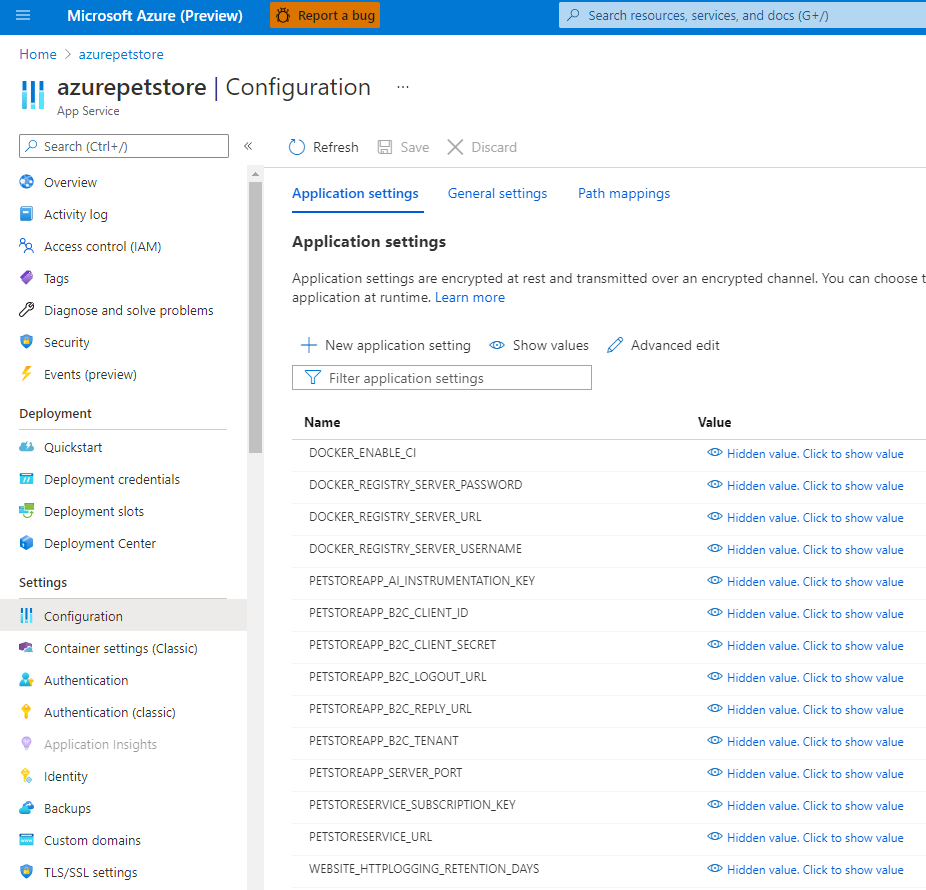 Microsoft Azure (Preview)
Report a bug
Search resources, services, and docs (G+/)
Home > azurepetstore
azurepetstore | Configuration ...
App Service
Search (Ctrl+/)
«
Overview
Activity log
Access control (IAM)
Tags
Diagnose and solve problems
Security
Events (preview)
Deployment
Quickstart
Deployment credentials
Deployment slots
Deployment Center
Settings
Configuration
Container settings (Classic)
Authentication
Authentication (classic)
Application Insights
Identity
Backups
Custom domains
TLS/SSL settings
Refresh
Save
Discard
Application settings
General settings
Path mappings
Application settings
Application settings are encrypted at rest and transmitted over an encrypted channel. You can choose t
application at runtime. Learn more
New application setting
Show values
Advanced edit
Filter application settings
Name Value
DOCKER_ENABLE_CI Hidden value. Click to show value
DOCKER_REGISTRY_SERVER_PASSWORD Hidden value. Click to show value
DOCKER_REGISTRY_SERVER_URL Hidden value. Click to show value
DOCKER_REGISTRY_SERVER_USERNAME Hidden value. Click to show value
PETSTOREAPP_AI_INSTRUMENTATION_KEY Hidden value. Click to show value
PETSTOREAPP_B2C_CLIENT_ID Hidden value. Click to show value
PETSTOREAPP_B2C_CLIENT_SECRET Hidden value. Click to show value
PETSTOREAPP_B2C_LOGOUT_URL Hidden value. Click to show value
PETSTOREAPP_B2C_REPLY_URL Hidden value. Click to show value
PETSTOREAPP_B2C_TENANT Hidden value. Click to show value
PETSTOREAPP_SERVER_PORT Hidden value. Click to show value
PETSTORESERVICE_SUBSCRIPTION_KEY Hidden value. Click to show value
PETSTORESERVICE_URL Hidden value. Click to show value
WEBSITE_HTTPLOGGING_RETENTION_DAYS Hidden value. Click to show value